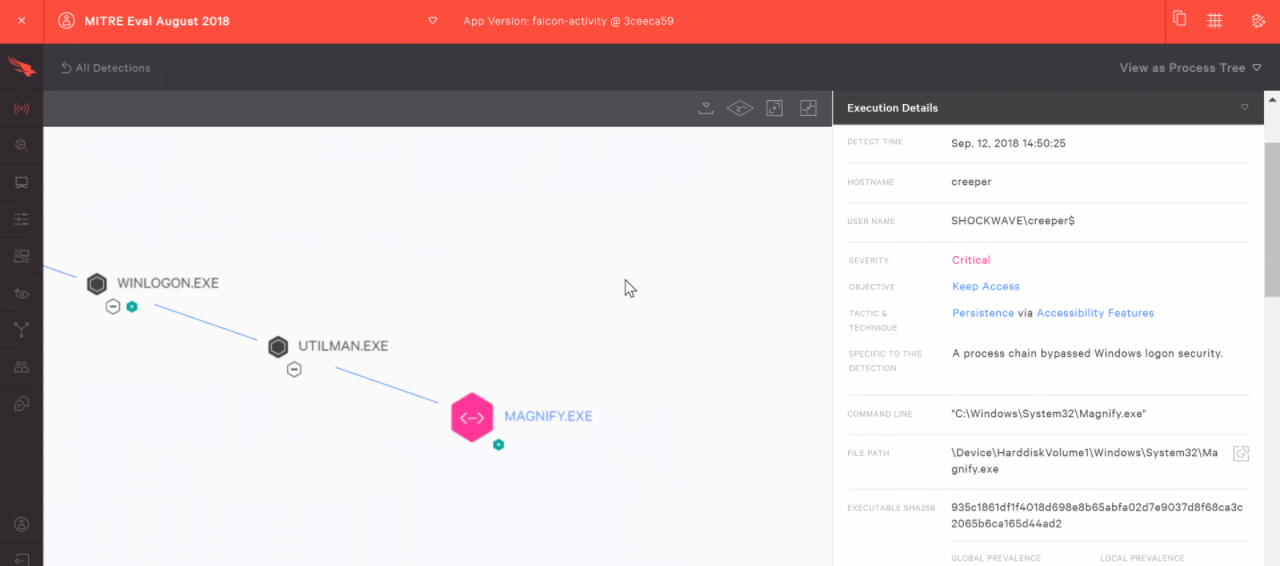 MITRE Eval August 2018
App Version: falcon-activity @ 3ceeca59
All Detections
View as Process Tree
WINLOGON.EXE
UTILMAN.EXE
MAGNIFY.EXE
Execution Details
DETECT TIME
Sep. 12, 2018 14:50:25
HOSTNAME
creeper
USER NAME
SHOCKWAVE\creeper$
SEVERITY
Critical
OBJECTIVE
Keep Access
TACTIC &
TECHNIQUE
Persistence via Accessibility Features
SPECIFIC TO THIS
DETECTION
A process chain bypassed Windows logon security.
COMMAND LINE
"C:\Windows\System32\Magnify.exe"
FILE PATH
\Device\HarddiskVolume1\Windows\System32\Ma
gnify.exe
EXECUTABLE SHA256
935c1861df1f4018d698e8b65abfa02d7e9037d8f68ca3c
2065b6ca165d44ad2
GLOBAL PREVALENCE
LOCAL PREVALENCE